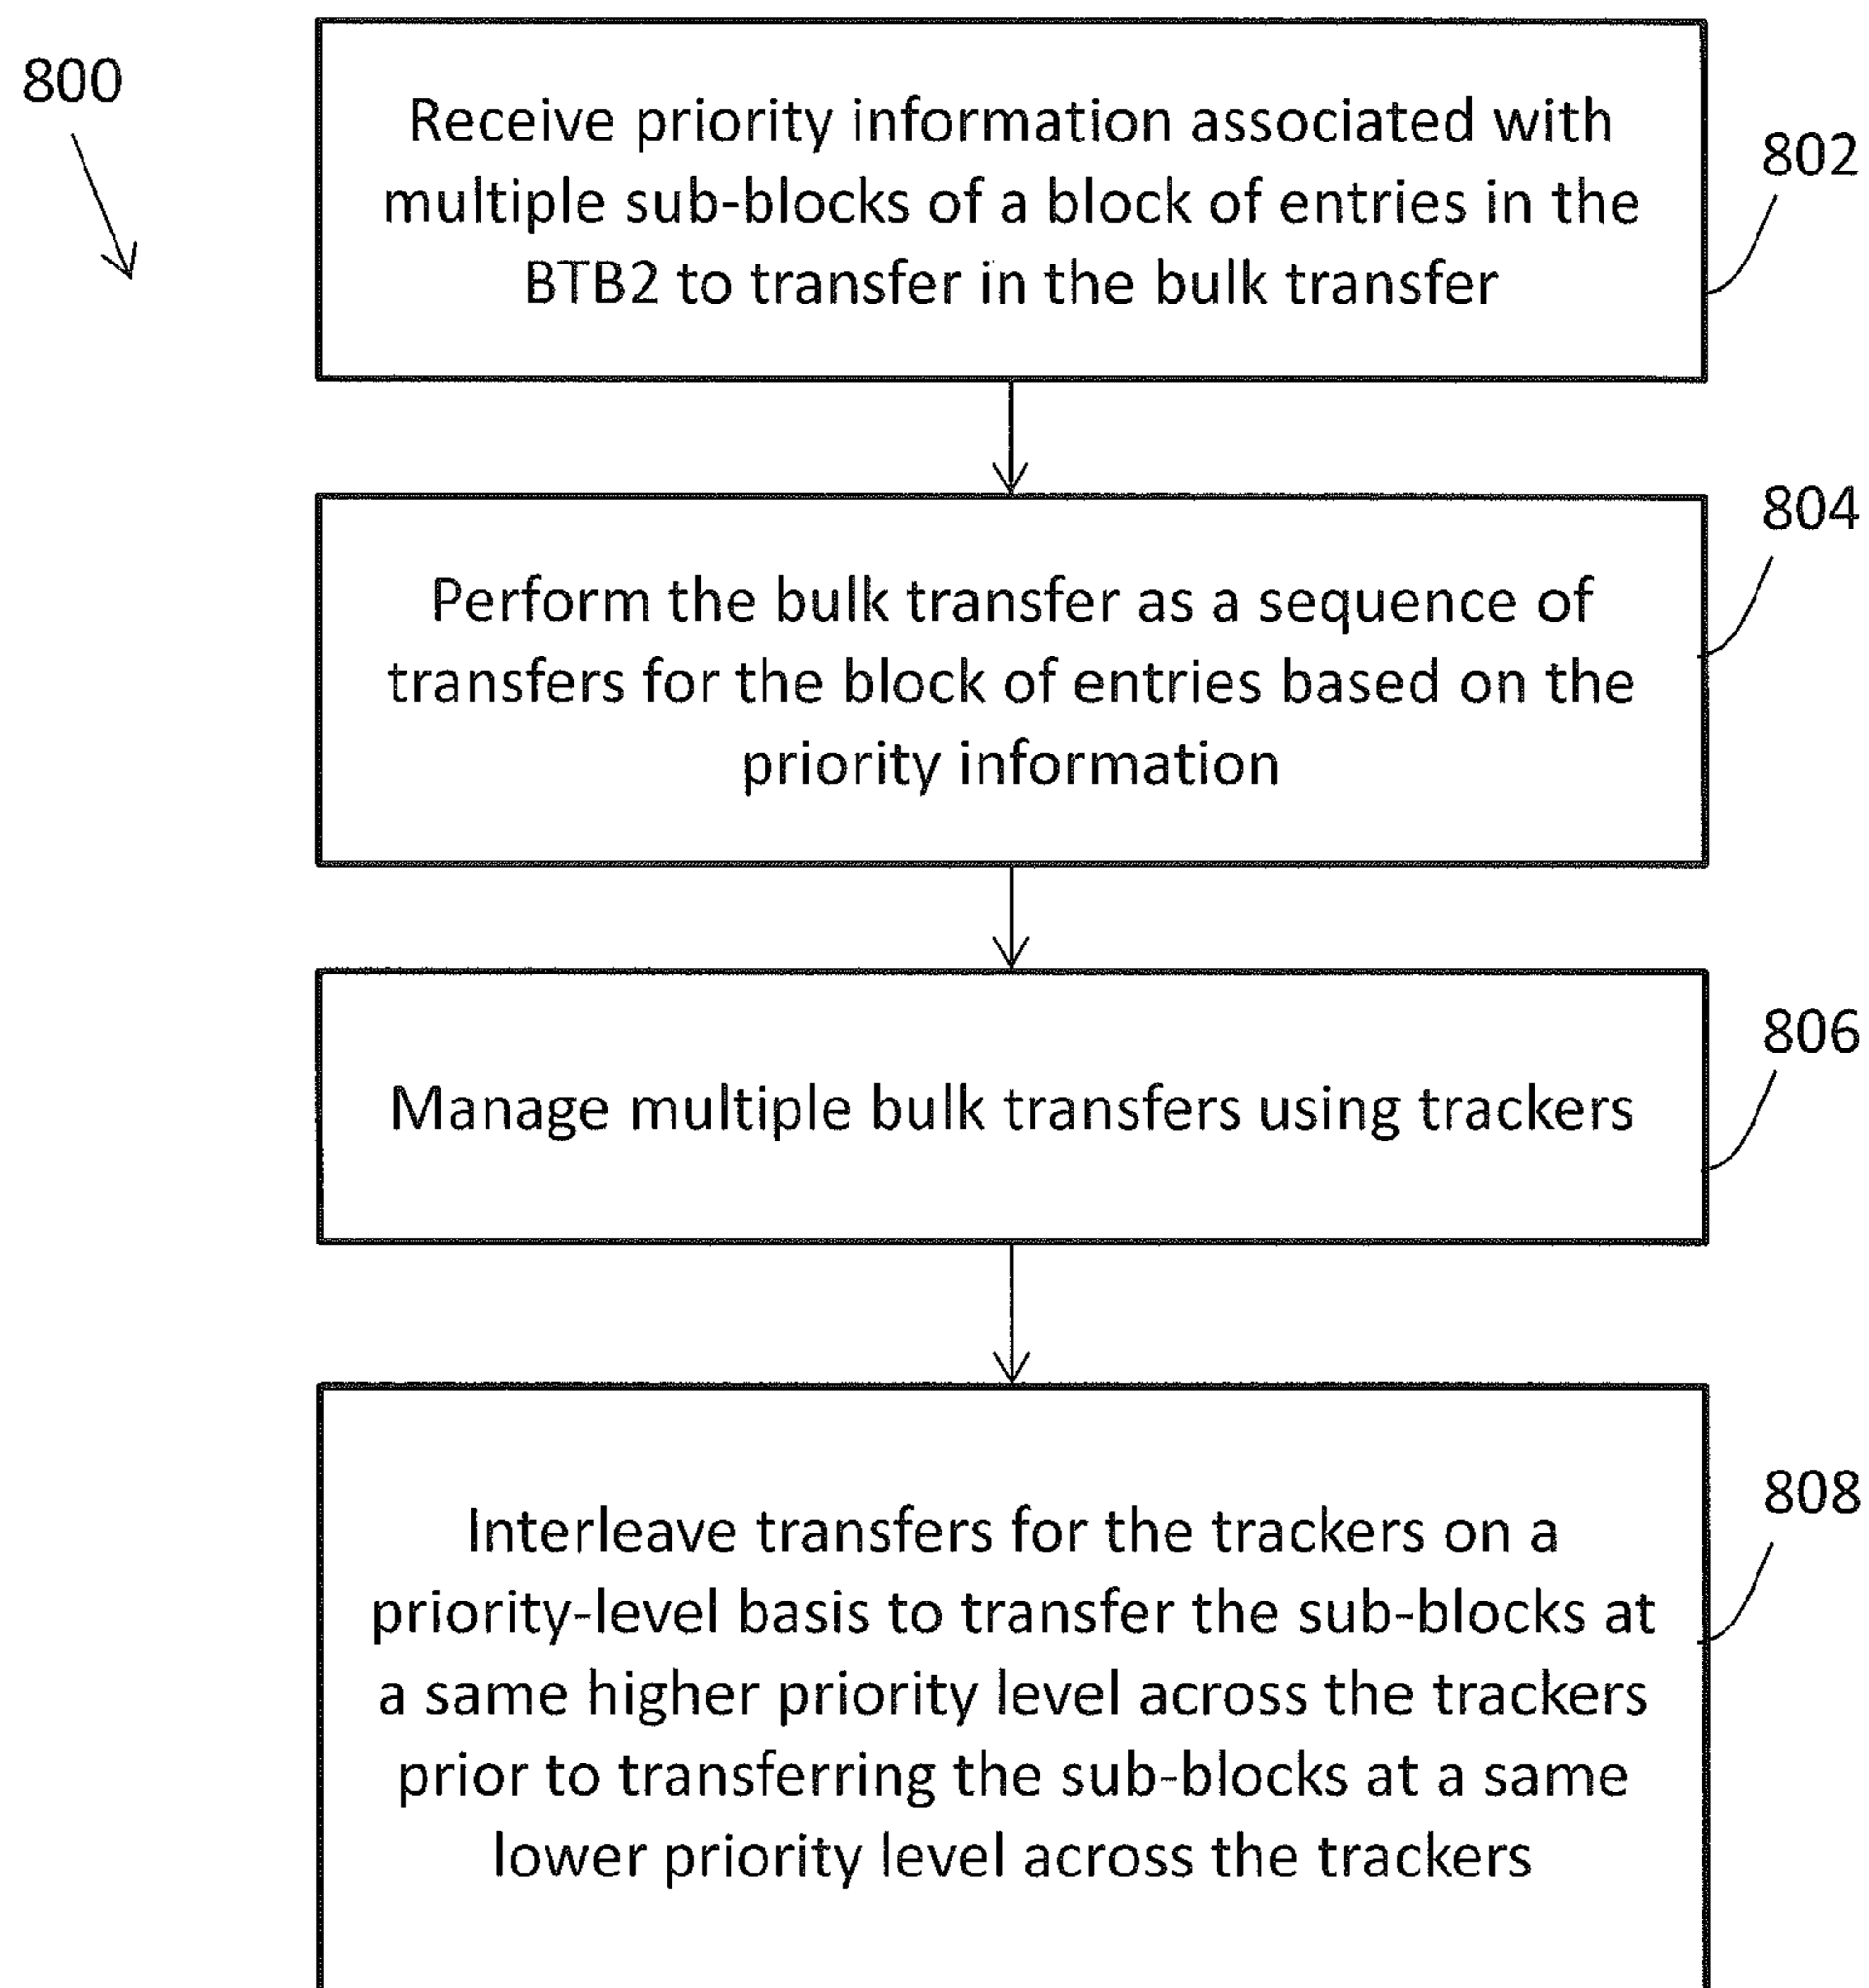 800
Receive priority information associated with
multiple sub-blocks of a block of entries in the
BTB2 to transfer in the bulk transfer
802
Perform the bulk transfer as a sequence of
transfers for the block of entries based on the
priority information
804
Manage multiple bulk transfers using trackers
806
Interleave transfers for the trackers on a
priority-level basis to transfer the sub-blocks at
a same higher priority level across the trackers
prior to transferring the sub-blocks at a same
lower priority level across the trackers
808